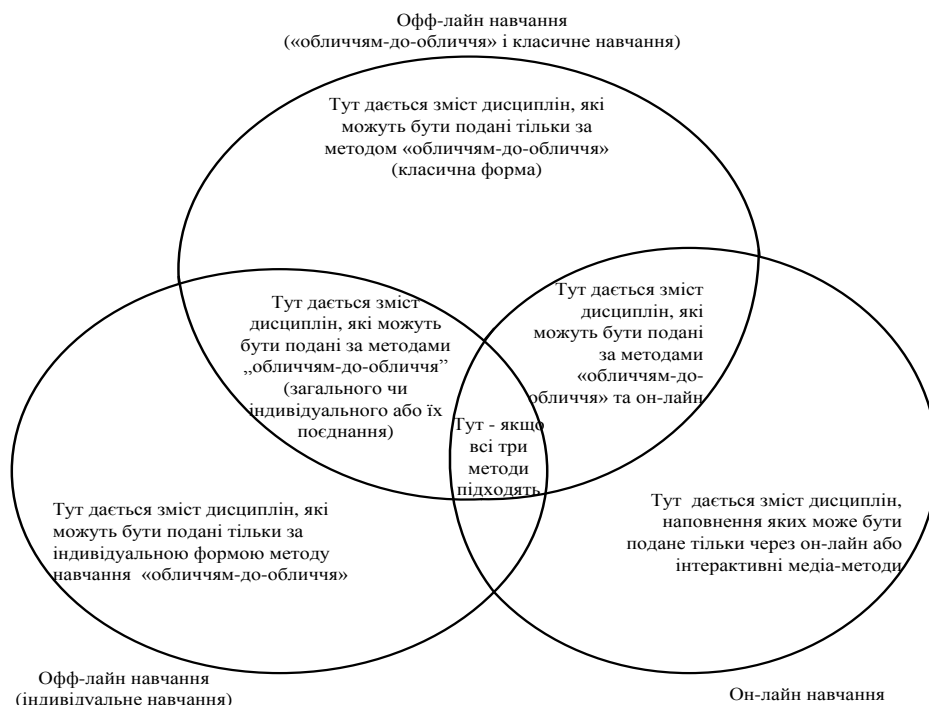 Офф-лайн навчання
(«обличчям-до-обличчя» і класичне навчання)
Тут дається зміст дисциплін, які
можуть бути подані тільки за
методом «обличчям-до-обличчя»
(класична форма)
Тут дається зміст
дисциплін, які можуть
бути подані за методами
„обличчям-до-обличчя”
(загального чи
індивідуального або їх
поєднання)
Тут дається зміст
дисциплін, які
можуть бути подані
за методами
«обличчям-до-
обличчя» та он-лайн
Тут - якщо
всі три
методи
підходять
Тут дається зміст дисциплін, які
можуть бути подані тільки за
індивідуальною формою методу
навчання «обличчям-до-обличчя»
Тут дається зміст дисциплін,
наповнення яких може бути
подане тільки через он-лайн або
інтерактивні медіа-методи
Офф-лайн навчання
(індивідуальне навчання)
Он-лайн навчання